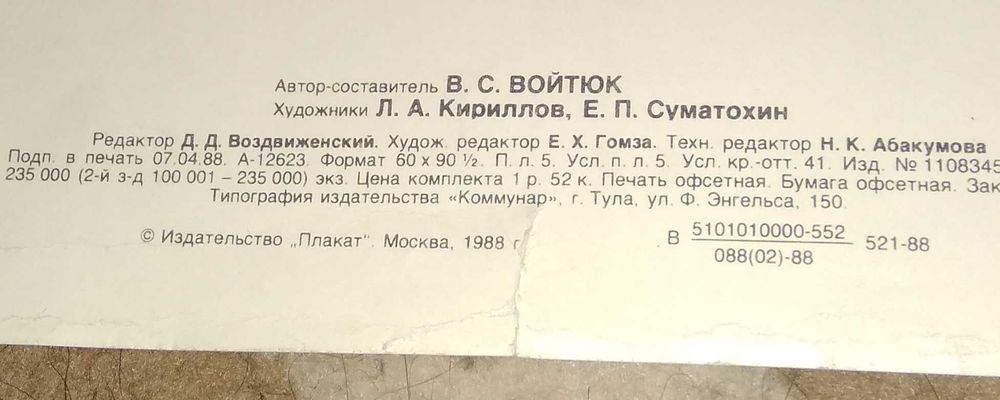 Автор-составитель В. С. ВОЙТЮК
Художники Л. А. Кириллов, Е. П. Суматохин
Редактор Д. Д. Воздвиженский. Худож. редактор Е. Х. Гомза. Техн. редактор Н. К. Абакумова
Подп. в печать 07.04.88. А-12623. Формат 60 x 90 ½. П. л. 5. Усл. п. л. 5. Усл. кр.-отт. 41. Изд. № 1108345
235 000 (2-й з-д 100 001 – 235 000) экз. Цена комплекта 1 р. 52 к. Печать офсетная. Бумага офсетная. Зак
Типография издательства «Коммунар», г. Тула, ул. Ф. Энгельса, 150.
© Издательство „Плакат". Москва, 1988 г
В 5101010000-552 521-88
088(02)-88